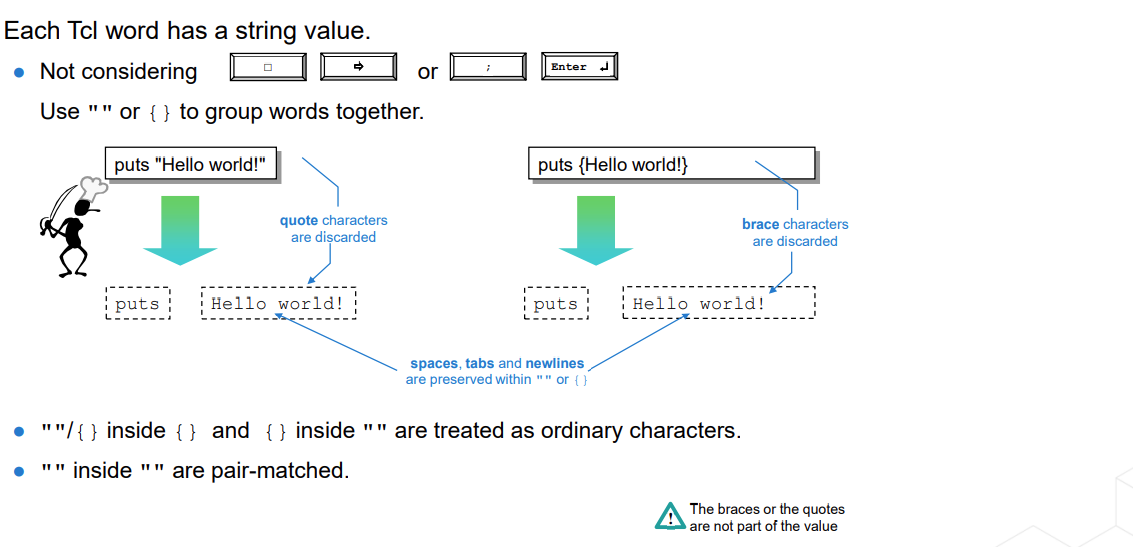 Each Tcl word has a string value.
Not considering □ ⇨ or ; Enter ↲
Use "" or {} to group words together.
puts "Hello world!"
puts {Hello world!}
quote characters
are discarded
brace characters
are discarded
puts Hello world!
puts Hello world!
spaces, tabs and newlines
are preserved within "" or {}
""/{} inside {} and {} inside "" are treated as ordinary characters.
"" inside "" are pair-matched.
! The braces or the quotes
are not part of the value